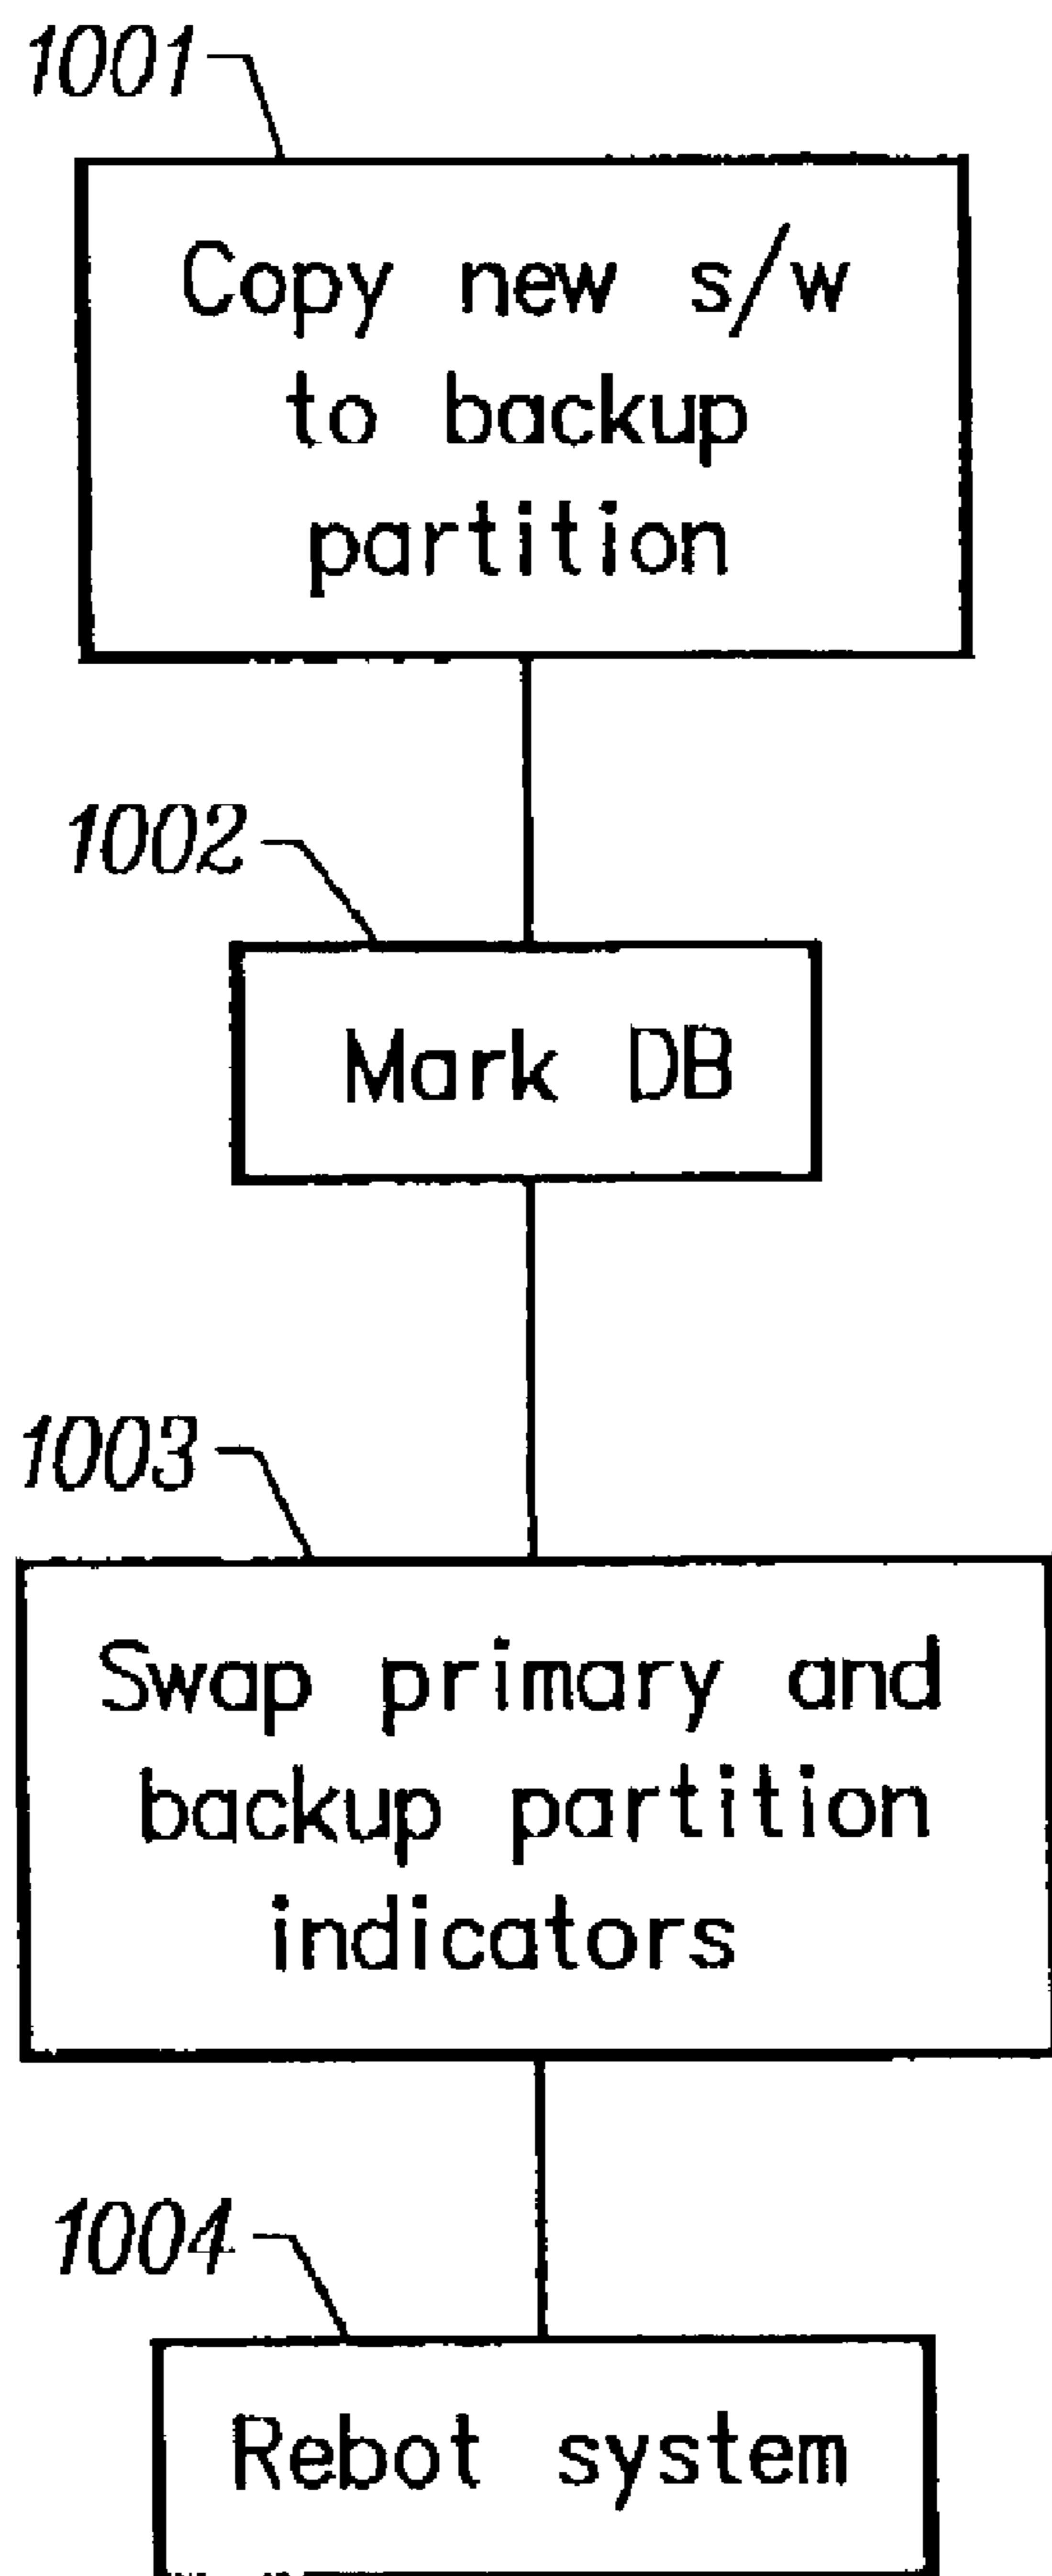 1001
Copy new s/w
to backup
partition
1002
Mark DB
1003
Swap primary and
backup partition
indicators
1004
Rebot system